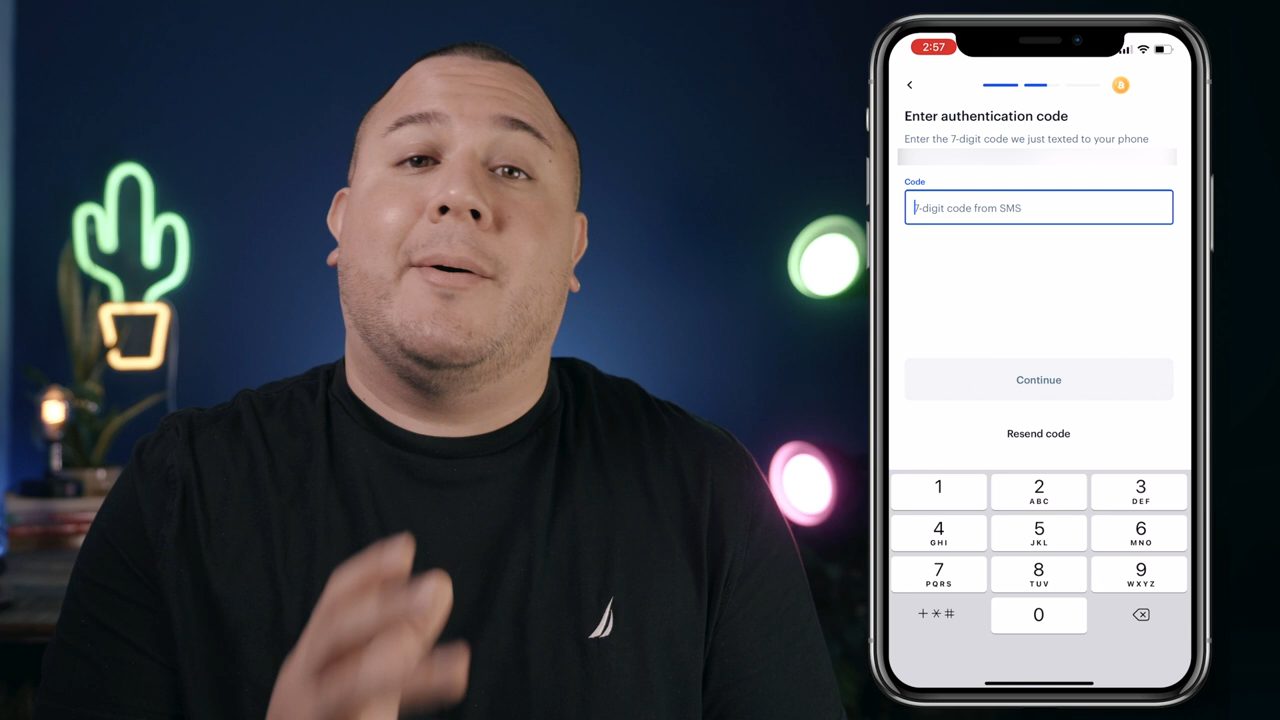 2:57
Enter authentication code
Enter the 7-digit code we just texted to your phone
Code
7-digit code from SMS
Continue
Resend code
1
2
ABC
3
DEF
4
GHI
5
JKL
6
MNO
7
PQRS
8
TUV
9
WXYZ
+*#
0